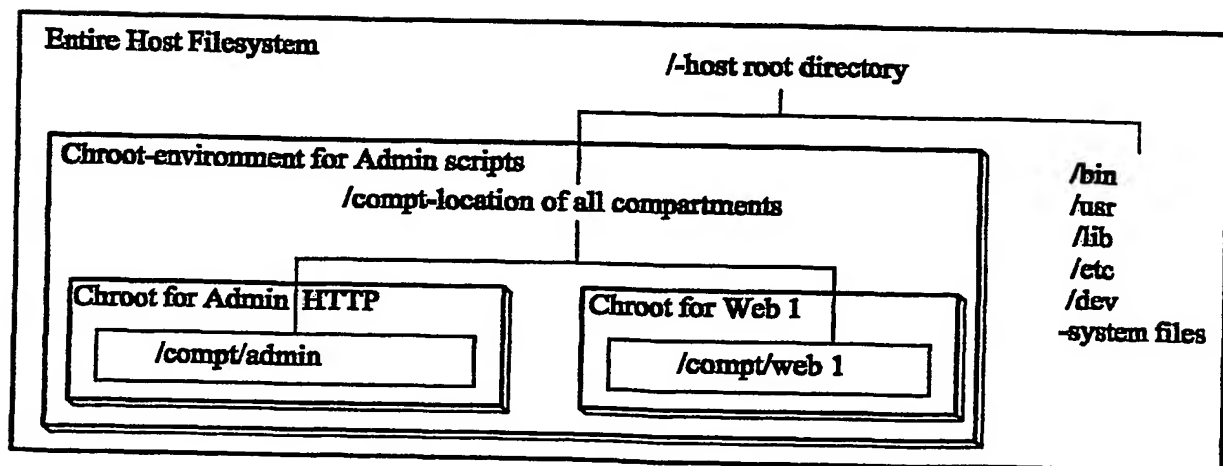 Entire Host Filesystem
/-host root directory
Chroot-environment for Admin scripts
/compt-location of all compartments
/bin
/usr
/lib
/etc
/dev
-system files
Chroot for Admin HTTP
/compt/admin
Chroot for Web 1
/compt/web 1